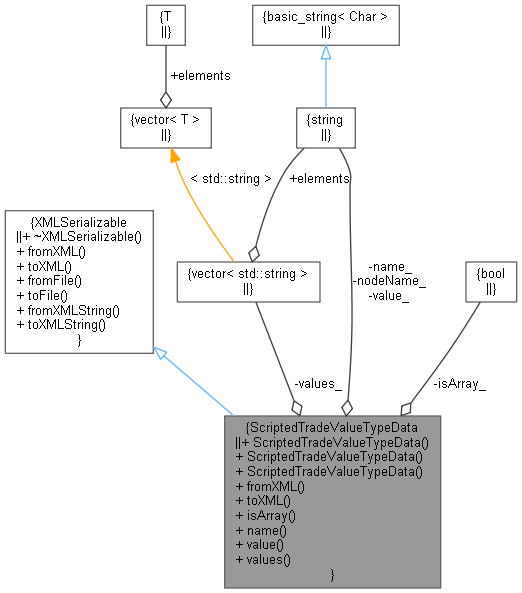 {T
||}
{basic_string< Char >
||}
+elements
{vector< T >
||}
{string
||}
< std::string >
+elements
{XMLSerializable
||+ ~XMLSerializable()
+ fromXML()
+ toXML()
+ fromFile()
+ toFile()
+ fromXMLString()
+ toXMLString()
}
{vector< std::string >
||}
-name_
-nodeName_
-value_
{bool
||}
-values_
-isArray_
{ScriptedTradeValueTypeData
||+ ScriptedTradeValueTypeData()
+ ScriptedTradeValueTypeData()
+ ScriptedTradeValueTypeData()
+ fromXML()
+ toXML()
+ isArray()
+ name()
+ value()
+ values()
}